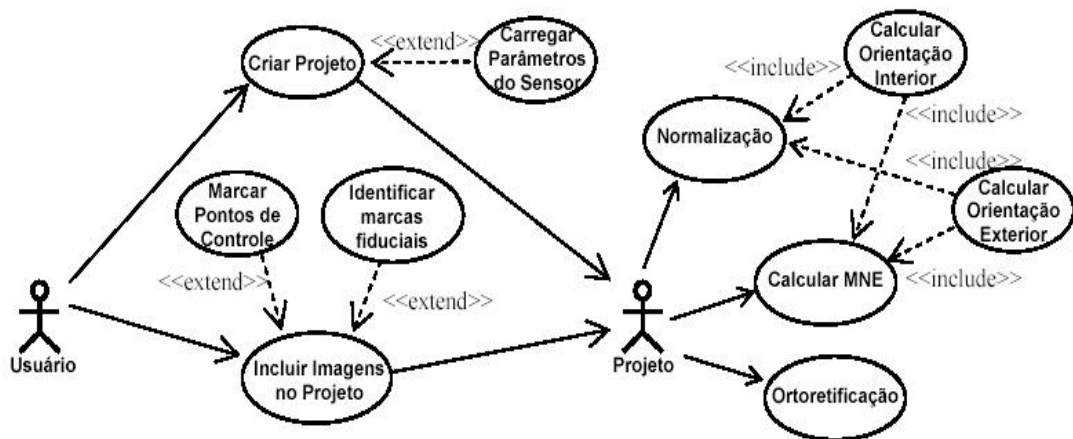 Criar Projeto
<<extend>>
Carregar
Parâmetros
do Sensor
Calcular
Orientação
Interior
<<include>>
Normalização
<<include>>
<<include>>
Marcar
Pontos de
Controle
Identificar
marcas
fiduciais
Calcular
Orientação
Exterior
<<extend>>
<<extend>>
Calcular MNE
<<include>>
Usuário
Incluir Imagens
no Projeto
Projeto
Ortoretificação